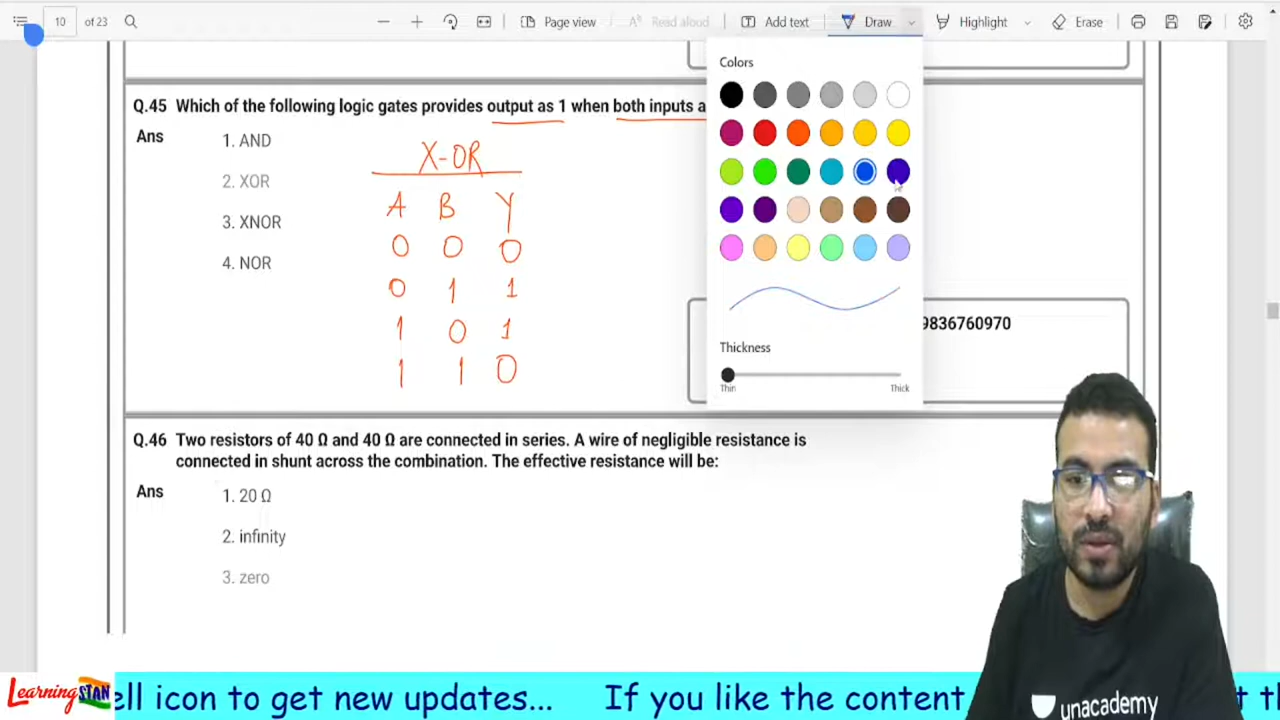 10 of 23
Page view
Read aloud
Add text
Draw
Highlight
Erase
Colors
Q.45 Which of the following logic gates provides output as 1 when both inputs a
Ans
1. AND
2. XOR
3. XNOR
4. NOR
X-OR
A B Y
0 0 0
0 1 1
1 0 1
1 1 0
9836760970
Thickness
Thin
Thick
Q.46 Two resistors of 40 Ω and 40 Ω are connected in series. A wire of negligible resistance is
connected in shunt across the combination. The effective resistance will be:
Ans
1. 20 Ω
2. infinity
3. zero
unacademy
LearningSTAN
ell icon to get new updates... If you like the content
t th